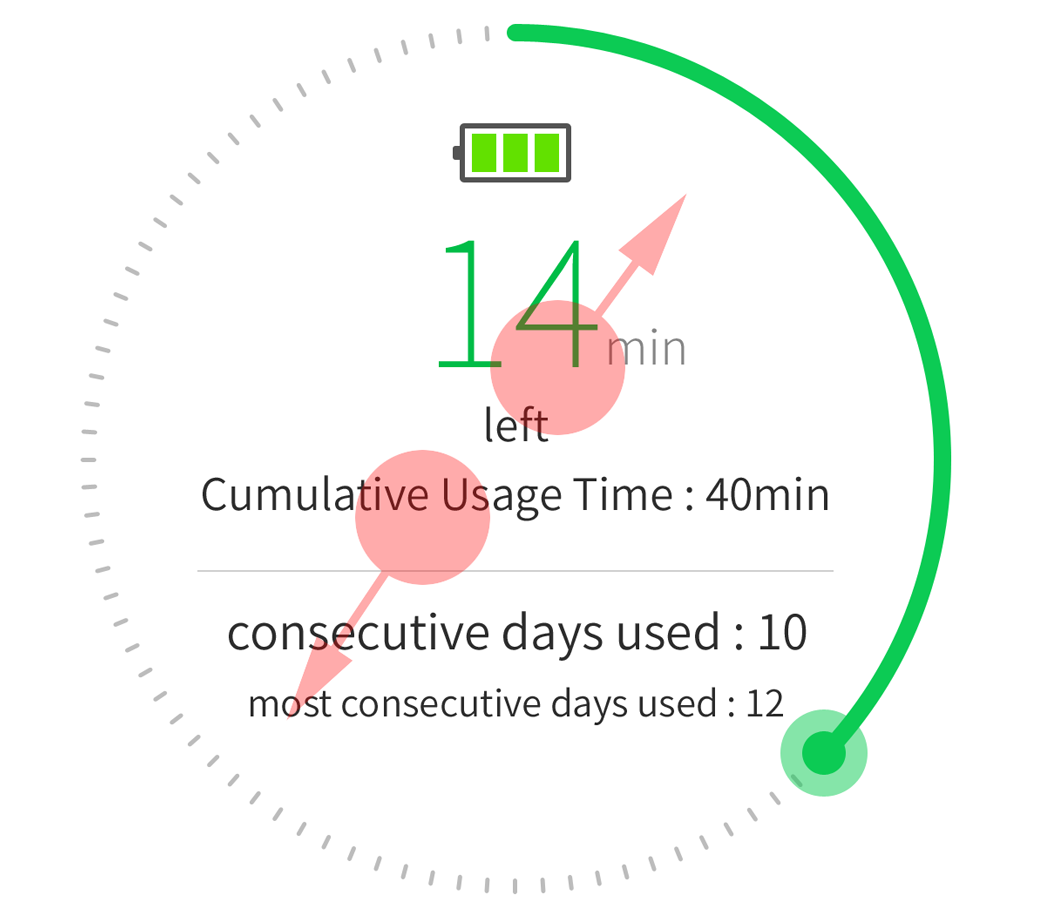 14 min
left
Cumulative Usage Time : 40min
consecutive days used : 10
most consecutive days used : 12